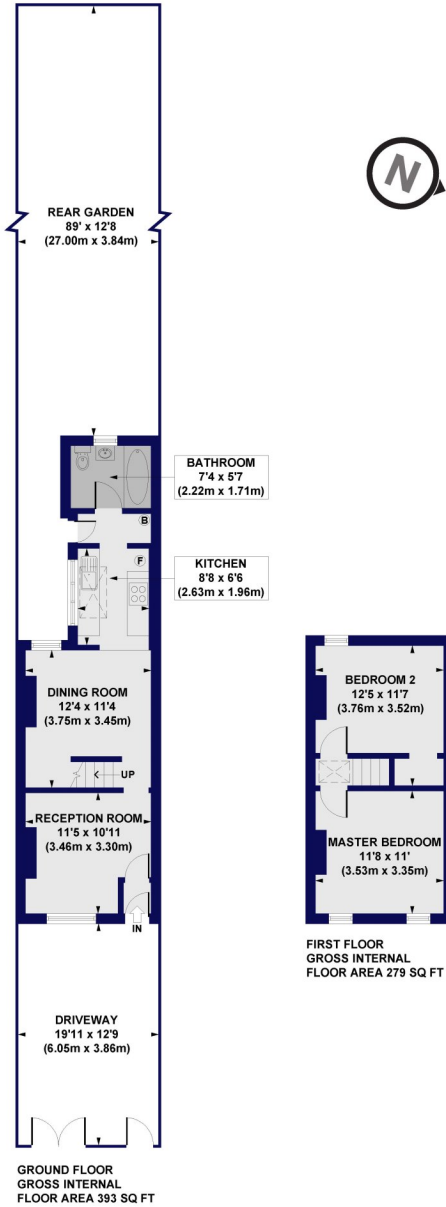 REAR GARDEN
89' x 12'8
(27.00m x 3.84m)
N
BATHROOM
7'4 x 5'7
(2.22m x 1.71m)
B
F
KITCHEN
8'8 x 6'6
(2.63m x 1.96m)
DINING ROOM
12'4 x 11'4
(3.75m x 3.45m)
UP
RECEPTION ROOM
11'5 x 10'11
(3.46m x 3.30m)
IN
DRIVEWAY
19'11 x 12'9
(6.05m x 3.86m)
GROUND FLOOR
GROSS INTERNAL
FLOOR AREA 393 SQ FT
BEDROOM 2
12'5 x 11'7
(3.76m x 3.52m)
MASTER BEDROOM
11'8 x 11'
(3.53m x 3.35m)
FIRST FLOOR
GROSS INTERNAL
FLOOR AREA 279 SQ FT